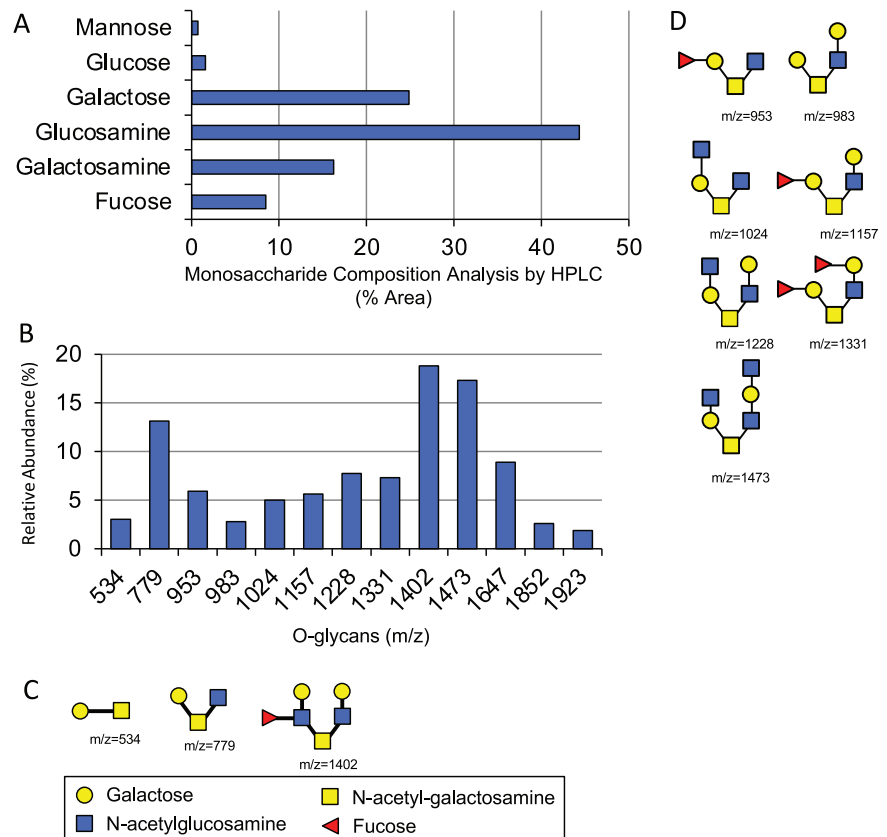 A
Mannose
Glucose
Galactose
Glucosamine
Galactosamine
Fucose
0 10 20 30 40 50
Monosaccharide Composition Analysis by HPLC
(% Area)
B
Relative Abundance (%)
20
15
10
5
0
534 779 953 983 1024 1157 1228 1331 1402 1473 1647 1852 1923
O-glycans (m/z)
C
m/z=534
m/z=779
m/z=1402
Galactose
N-acetyl-galactosamine
N-acetylglucosamine
Fucose
D
m/z=953
m/z=983
m/z=1024
m/z=1157
m/z=1228
m/z=1331
m/z=1473